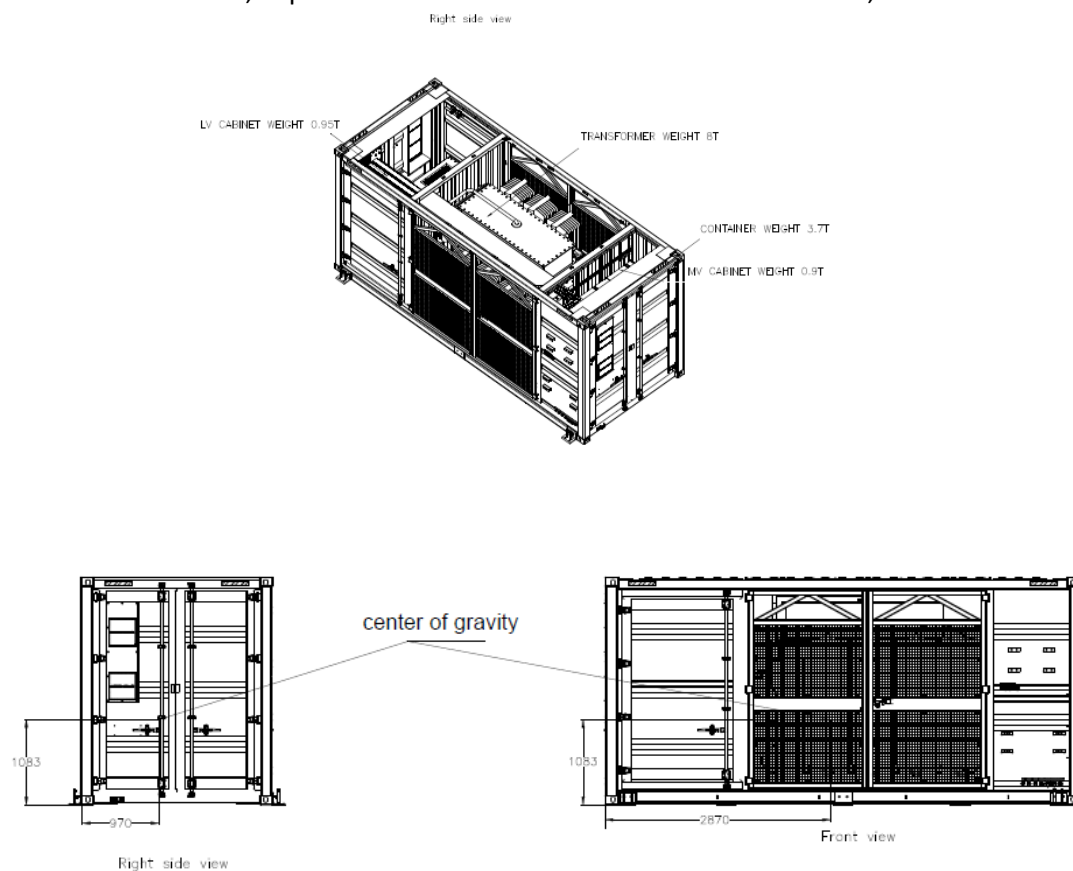 Right side view
LV CABINET WEIGHT 0.95T
TRANSFORMER WEIGHT 8T
CONTAINER WEIGHT 3.7T
MV CABINET WEIGHT 0.9T
center of gravity
1083
1083
970
2870
Front view
Right side view